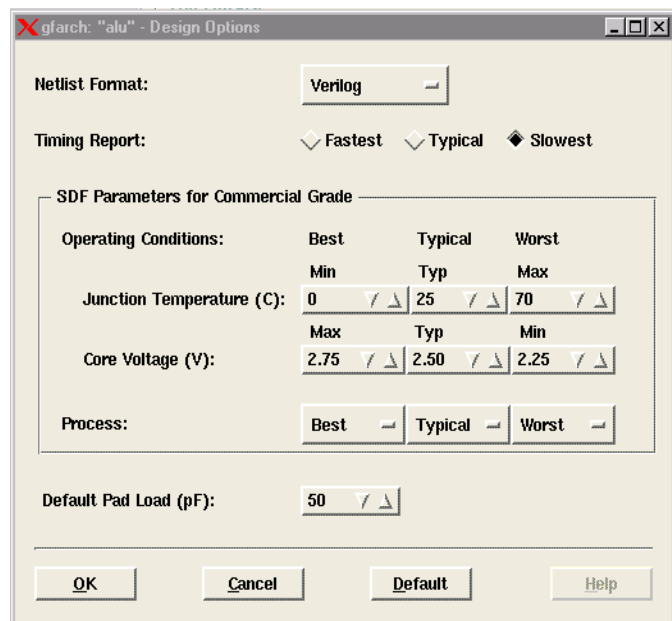 gfarch: "alu" - Design Options
Netlist Format: Verilog
Timing Report: Fastest Typical Slowest
SDF Parameters for Commercial Grade
Operating Conditions: Best Typical Worst
Min Typ Max
Junction Temperature (C): 0 25 70
Max Typ Min
Core Voltage (V): 2.75 2.50 2.25
Process: Best Typical Worst
Default Pad Load (pF): 50
OK Cancel Default Help